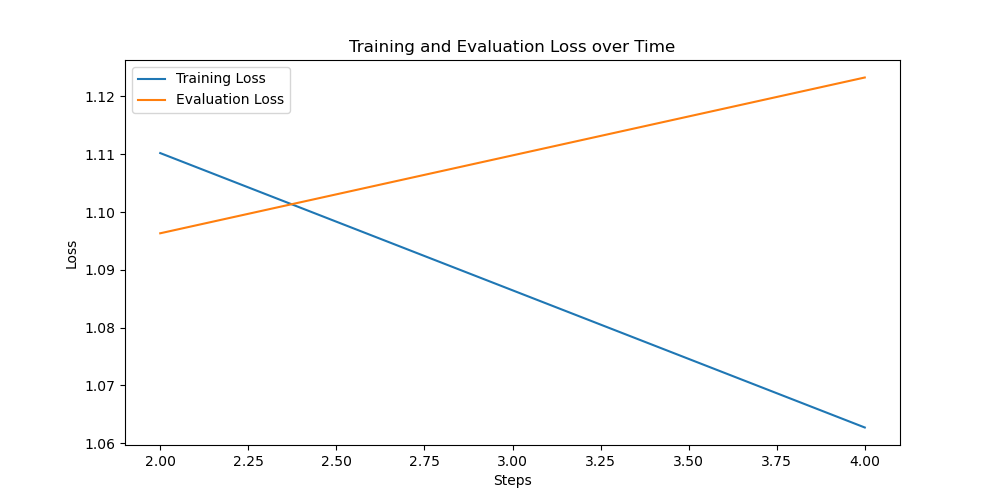 Training and Evaluation Loss over Time
Training Loss
Evaluation Loss
1.12
1.11
1.10
1.09
1.08
1.07
1.06
Loss
2.00 2.25 2.50 2.75 3.00 3.25 3.50 3.75 4.00
Steps